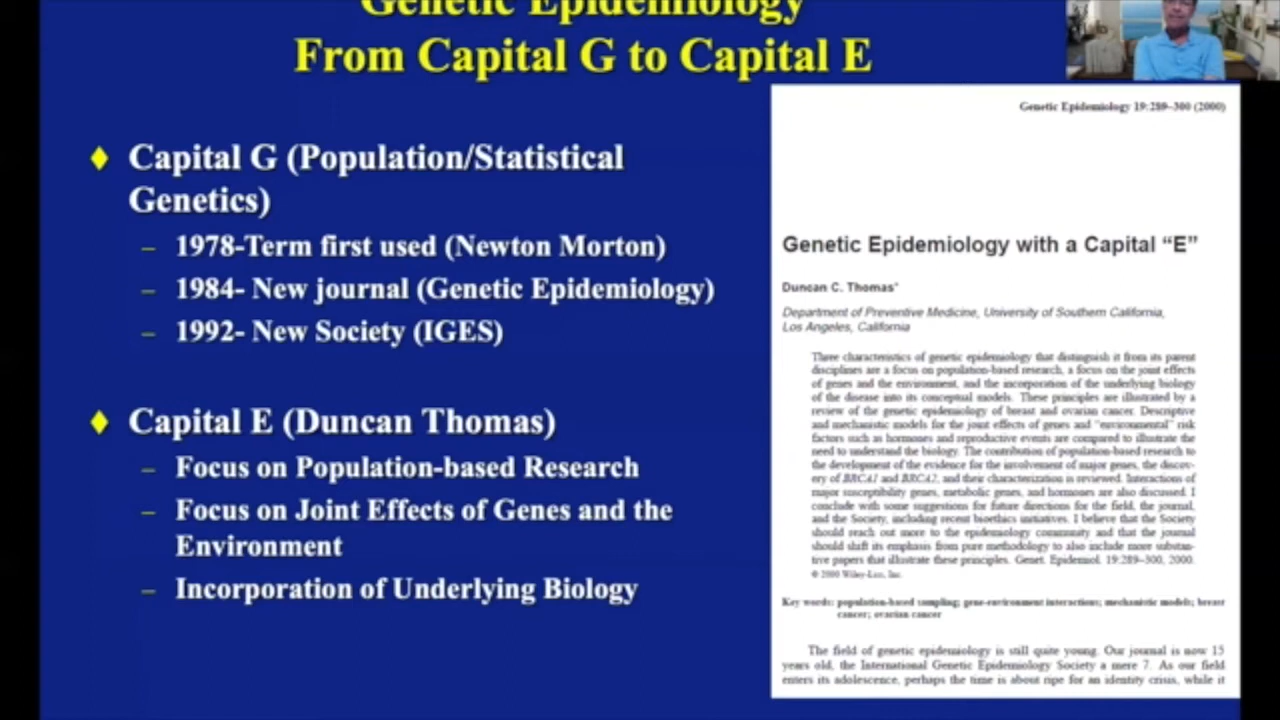 Genetic Epidemiology
From Capital G to Capital E
♦ Capital G (Population/Statistical
Genetics)
– 1978-Term first used (Newton Morton)
– 1984- New journal (Genetic Epidemiology)
– 1992- New Society (IGES)
♦ Capital E (Duncan Thomas)
– Focus on Population-based Research
– Focus on Joint Effects of Genes and the
Environment
– Incorporation of Underlying Biology
Genetic Epidemiology 19:289–300 (2000)
Genetic Epidemiology with a Capital “E”
Duncan C. Thomas*
Department of Preventive Medicine, University of Southern California,
Los Angeles, California
Three characteristics of genetic epidemiology that distinguish it from its parent
disciplines are a focus on population-based research, a focus on the joint effects
of genes and the environment, and the incorporation of the underlying biology
of the disease into its conceptual models. These principles are illustrated by a
review of the genetic epidemiology of breast and ovarian cancer. Descriptive
and mechanistic models for the joint effects of genes and “environmental” risk
factors such as hormones and reproductive events are compared to illustrate the
need to understand the biology. The contribution of population-based research to
the development of the evidence for the involvement of major genes, the discov-
ery of BRCA1 and BRCA2, and their characterization is reviewed. Interactions of
major susceptibility genes, metabolic genes, and hormones are also discussed. I
conclude with some suggestions for future directions for the field, the journal,
and the Society, including recent bioethics initiatives. I believe that the Society
should reach out more to the epidemiology community and that the journal
should shift its emphasis from pure methodology to also include more substan-
tive papers that illustrate these principles. Genet. Epidemiol. 19:289–300, 2000.
© 2000 Wiley-Liss, Inc.
Key words: population-based sampling; gene-environment interactions; mechanistic models; breast
cancer; ovarian cancer
The field of genetic epidemiology is still quite young. Our journal is now 15
years old, the International Genetic Epidemiology Society a mere 7. As our field
enters its adolescence, perhaps the time is about ripe for an identity crisis, while it